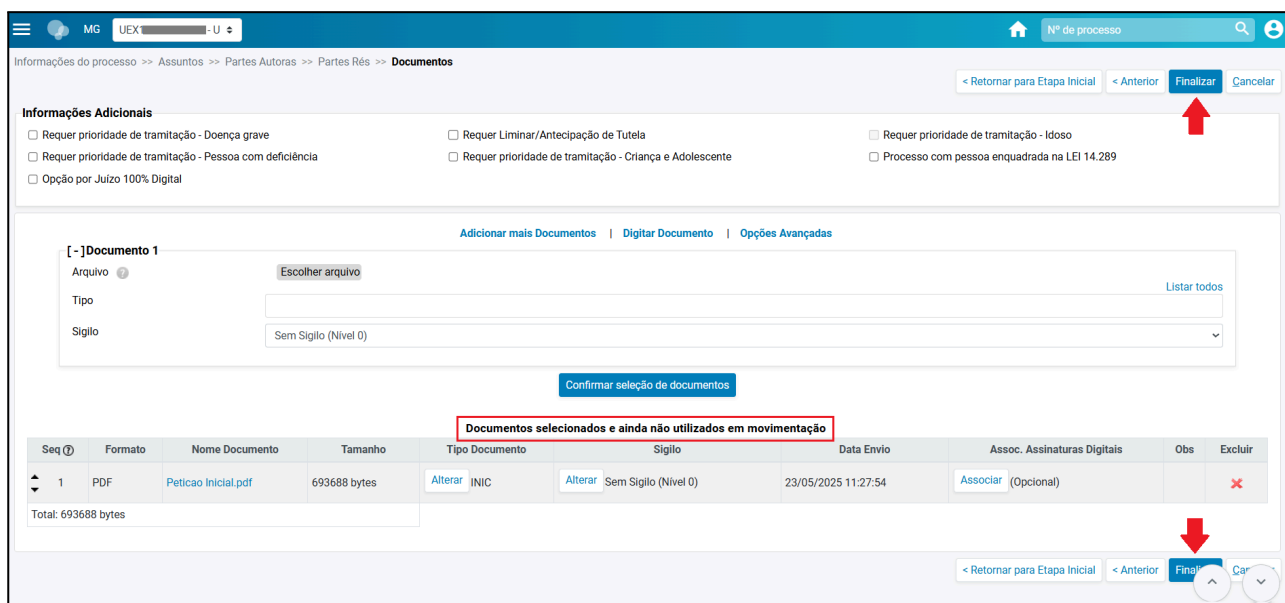 MG UEX - U Nº de processo
Informações do processo >> Assuntos >> Partes Autoras >> Partes Rés >> Documentos
< Retornar para Etapa Inicial < Anterior Finalizar Cancelar
Informações Adicionais
Requer prioridade de tramitação - Doença grave Requer Liminar/Antecipação de Tutela Requer prioridade de tramitação - Idoso
Requer prioridade de tramitação - Pessoa com deficiência Requer prioridade de tramitação - Criança e Adolescente Processo com pessoa enquadrada na LEI 14.289
Opção por Juízo 100% Digital
Adicionar mais Documentos | Digitar Documento | Opções Avançadas
[ - ] Documento 1
Arquivo ? Escolher arquivo
Listar todos
Tipo
Sigilo Sem Sigilo (Nível 0)
Confirmar seleção de documentos
Documentos selecionados e ainda não utilizados em movimentação
Seq ? Formato Nome Documento Tamanho Tipo Documento Sigilo Data Envio Assoc. Assinaturas Digitais Obs Excluir
1 PDF Peticao Inicial.pdf 693688 bytes Alterar INIC Alterar Sem Sigilo (Nível 0) 23/05/2025 11:27:54 Associar (Opcional)
Total: 693688 bytes
< Retornar para Etapa Inicial < Anterior